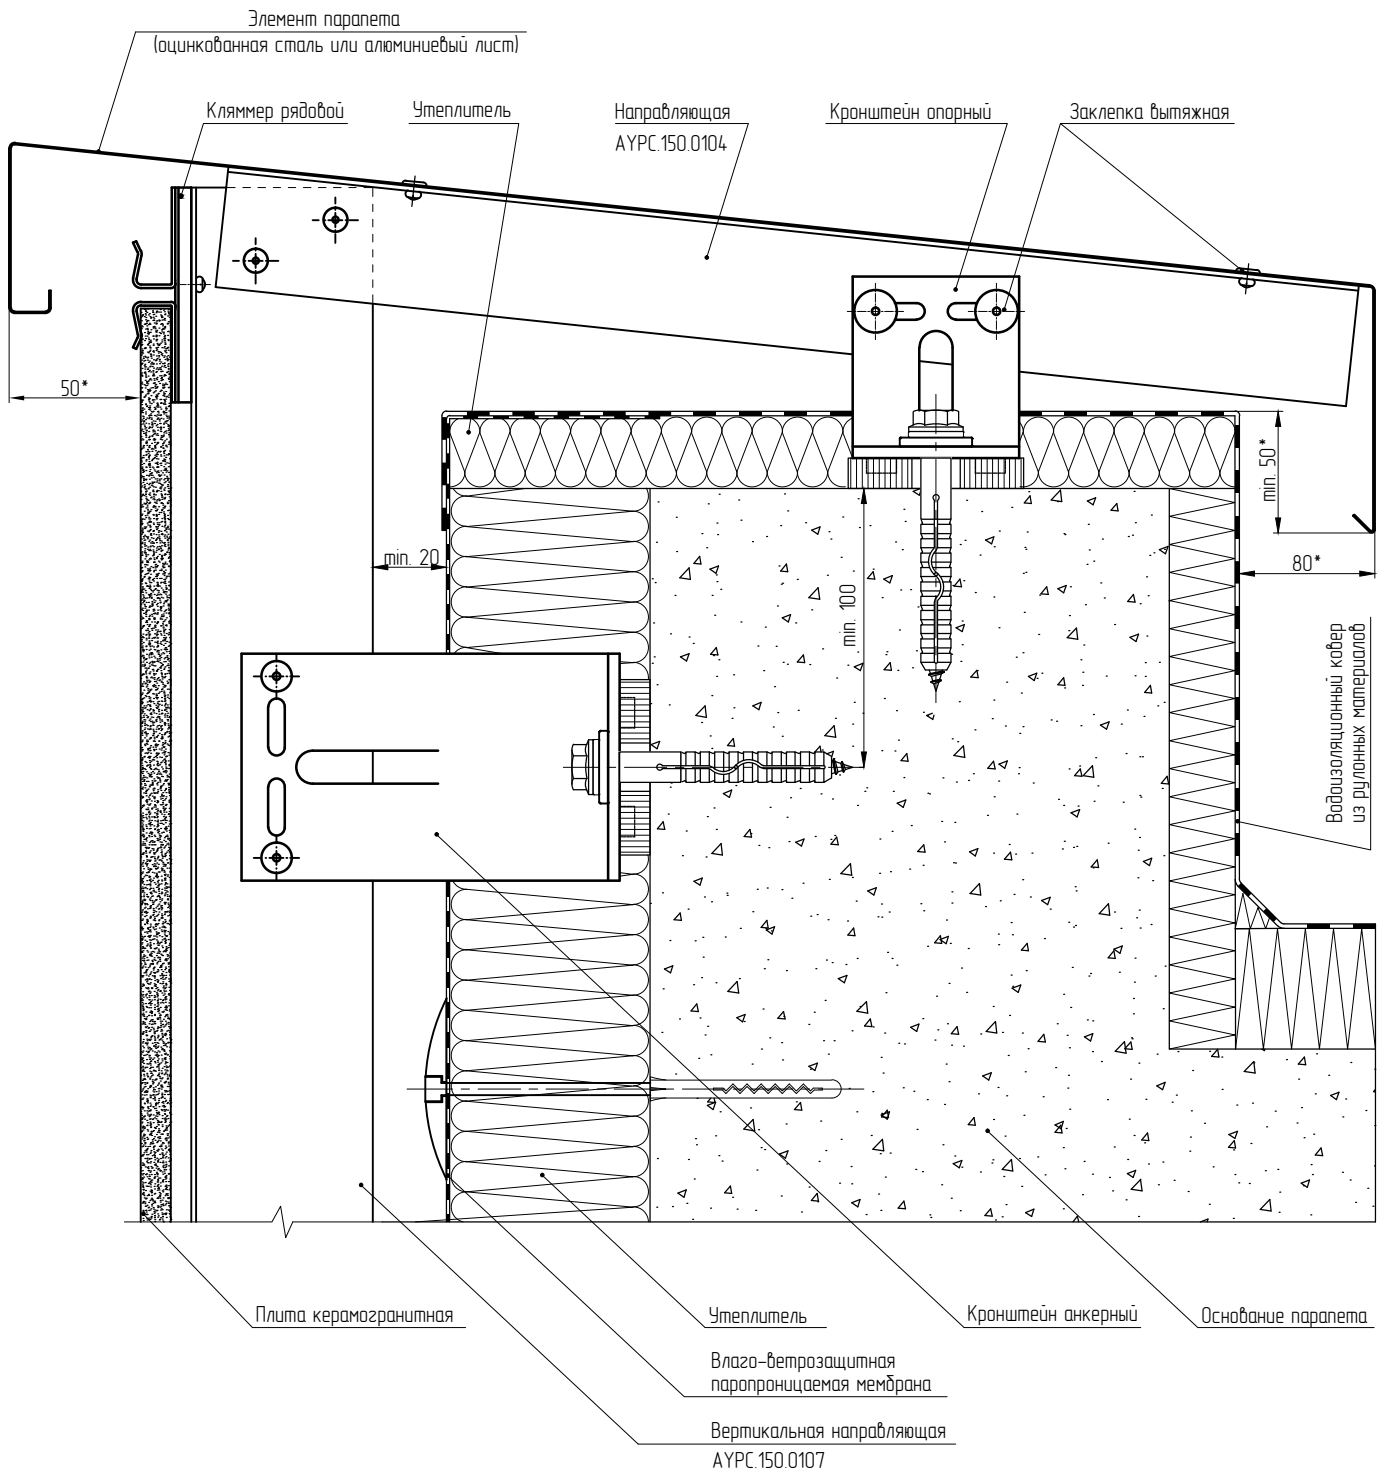 Элемент парапета
(оцинкованная сталь или алюминиевый лист)
Кляммер рядовой
Утеплитель
Направляющая
AYPC.150.0104
Кронштейн опорный
Заклепка вытяжная
50*
min. 50*
min. 20
80*
min. 100
Водоизоляционный ковер
из рулонных материалов
Плита керамогранитная
Утеплитель
Кронштейн анкерный
Основание парапета
Влаго-ветрозащитная
паропроницаемая мембрана
Вертикальная направляющая
AYPC.150.0107